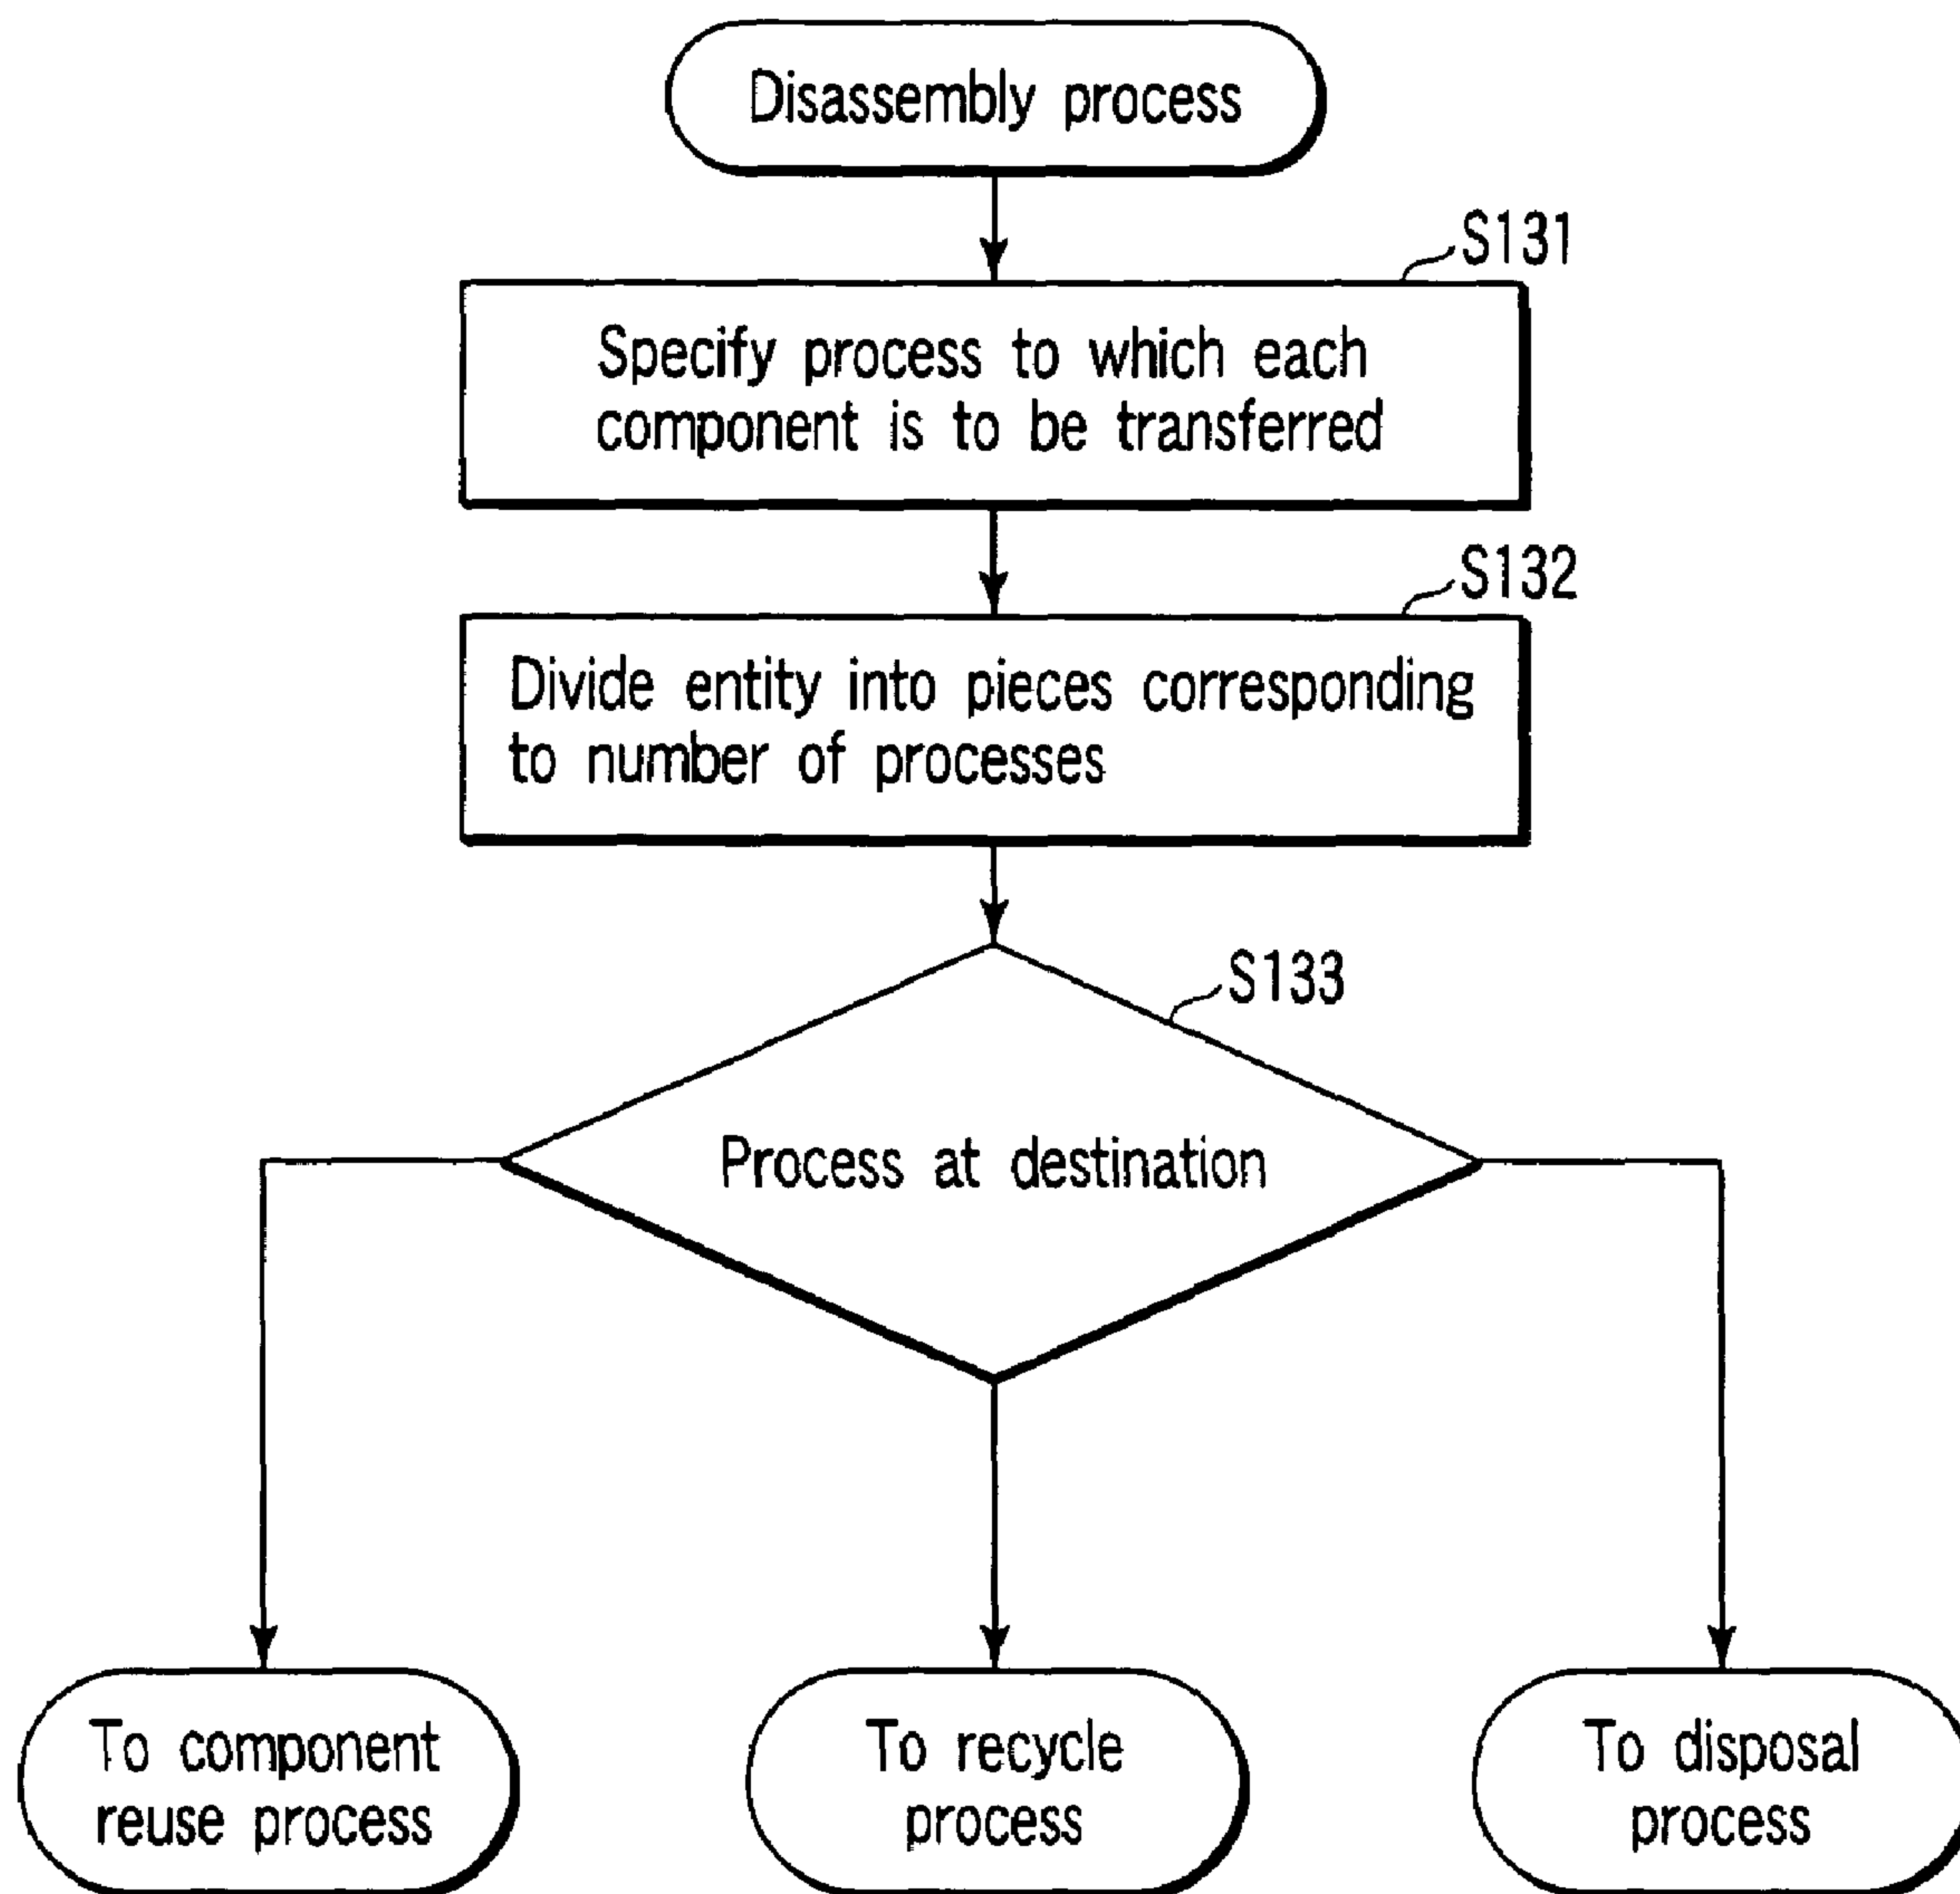 Disassembly process
S131
Specify process to which each
component is to be transferred
S132
Divide entity into pieces corresponding
to number of processes
S133
Process at destination
To component
reuse process
To recycle
process
To disposal
process